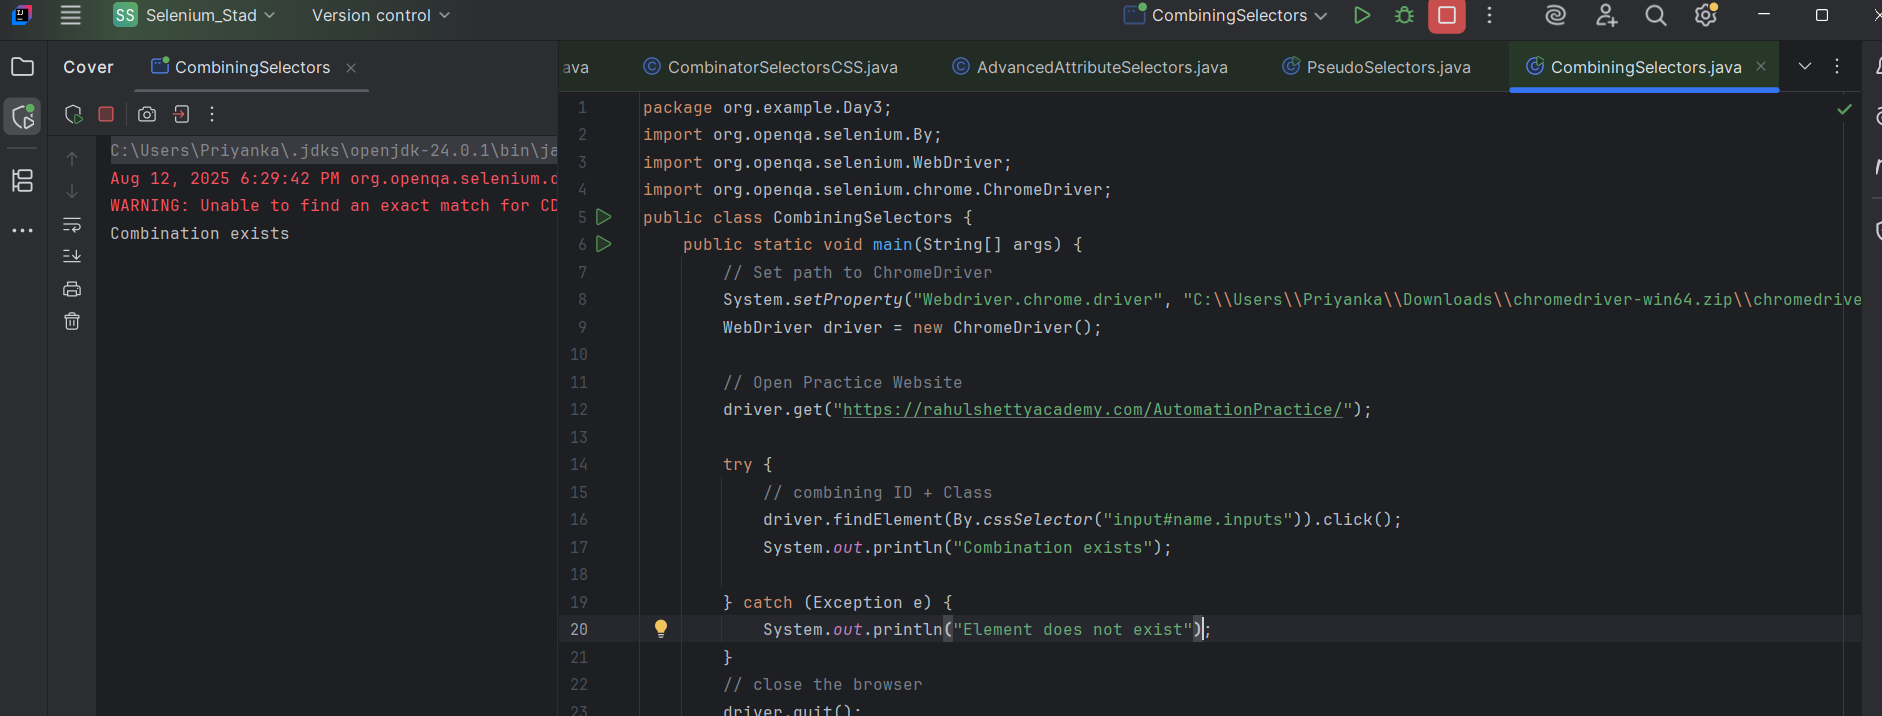 SS Selenium_Stad Version control CombiningSelectors
Cover CombiningSelectors
ava CombinatorSelectorsCSS.java AdvancedAttributeSelectors.java PseudoSelectors.java CombiningSelectors.java
C:\Users\Priyanka\.jdks\openjdk-24.0.1\bin\ja
Aug 12, 2025 6:29:42 PM org.openqa.selenium.d
WARNING: Unable to find an exact match for CD
Combination exists
1 package org.example.Day3;
2 import org.openqa.selenium.By;
3 import org.openqa.selenium.WebDriver;
4 import org.openqa.selenium.chrome.ChromeDriver;
5 public class CombiningSelectors {
6 public static void main(String[] args) {
7 // Set path to ChromeDriver
8 System.setProperty("Webdriver.chrome.driver", "C:\\Users\\Priyanka\\Downloads\\chromedriver-win64.zip\\chromedrive
9 WebDriver driver = new ChromeDriver();
10
11 // Open Practice Website
12 driver.get("https://rahulshettyacademy.com/AutomationPractice/");
13
14 try {
15 // combining ID + Class
16 driver.findElement(By.cssSelector("input#name.inputs")).click();
17 System.out.println("Combination exists");
18
19 } catch (Exception e) {
20 System.out.println("Element does not exist");
21 }
22 // close the browser
23 driver.quit();